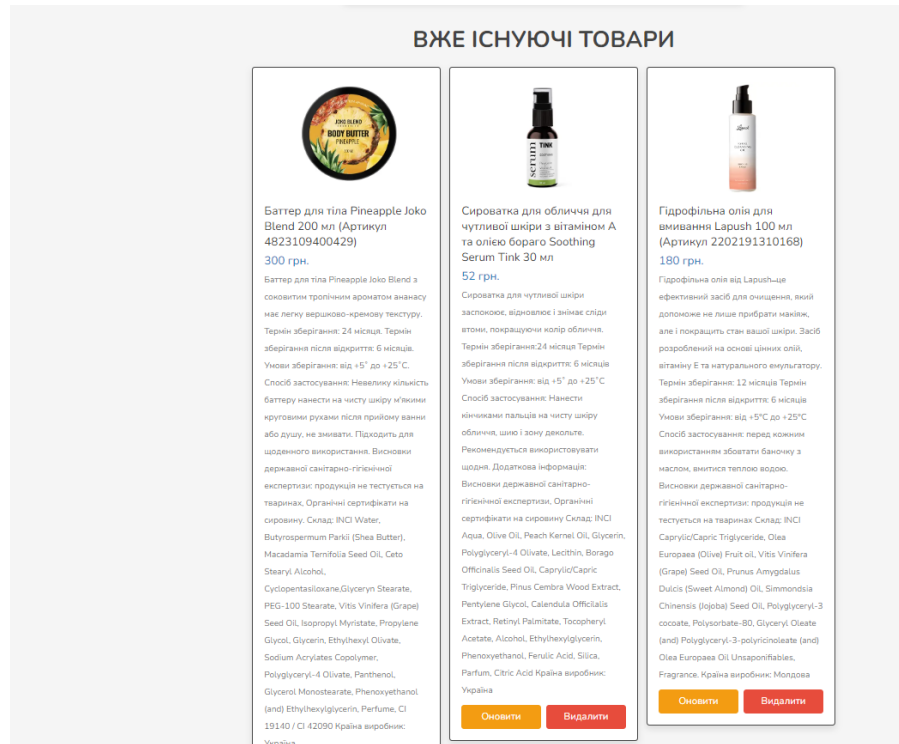 ВЖЕ ІСНУЮЧІ ТОВАРИ
JOKO BLEND
BODY BUTTER
PINEAPPLE
Баттер для тіла Pineapple Joko
Blend 200 мл (Артикул
4823109400429)
300 грн.
Баттер для тіла Pineapple Joko Blend з
соковитим тропічним ароматом ананасу
має легку вершково-кремову текстуру.
Термін зберігання: 24 місяця. Термін
зберігання після відкриття: 6 місяців.
Умови зберігання: від +5˚ до +25˚С.
Спосіб застосування: Невелику кількість
баттеру нанести на чисту шкіру м'якими
круговими рухами після прийому ванни
або душу, не змивати. Підходить для
щоденного використання. Висновки
державної санітарно-гігієнічної
експертизи: продукція не тестується на
тваринах, Органічні сертифікати на
сировину. Склад: INCI Water,
Butyrospermum Parkii (Shea Butter),
Macadamia Ternifolia Seed Oil, Ceto
Stearyl Alcohol,
Cyclopentasiloxane,Glyceryn Stearate,
PEG-100 Stearate, Vitis Vinifera (Grape)
Seed Oil, Isopropyl Myristate, Propylene
Glycol, Glycerin, Ethylhexyl Olivate,
Sodium Acrylates Copolymer,
Polyglyceryl-4 Olivate, Panthenol,
Glycerol Monostearate, Phenoxyethanol
(and) Ethylhexylglycerin, Perfume, CI
19140 / CI 42090 Країна виробник:
Україна
serum
TINK
Сироватка для обличчя для
чутливої шкіри з вітаміном А
та олією бораго Soothing
Serum Tink 30 мл
52 грн.
Сироватка для чутливої шкіри
заспокоює, відновлює і знімає сліди
втоми, покращуючи колір обличчя.
Термін зберігання:24 місяця Термін
зберігання після відкриття: 6 місяців
Умови зберігання: від +5˚ до +25˚С
Спосіб застосування: Нанести
кінчиками пальців на чисту шкіру
обличчя, шию і зону декольте.
Рекомендується використовувати
щодня. Додаткова інформація:
Висновки державної санітарно-
гігієнічної експертизи, Органічні
сертифікати на сировину Склад: INCI
Aqua, Olive Oil, Peach Kernel Oil, Glycerin,
Polyglyceryl-4 Olivate, Lecithin, Borago
Officinalis Seed Oil, Caprylic/Capric
Triglyceride, Pinus Cembra Wood Extract,
Pentylene Glycol, Calendula Officilalis
Extract, Retinyl Palmitate, Tocopheryl
Acetate, Alcohol, Ethylhexylglycerin,
Phenoxyethanol, Ferulic Acid, Silica,
Parfum, Citric Acid Країна виробник:
Україна
Оновити
Видалити
Lapush
Гідрофільна олія для
вмивання Lapush 100 мл
(Артикул 2202191310168)
180 грн.
Гідрофільна олія від Lapush–це
ефективний засіб для очищення, який
допоможе не лише прибрати макіяж,
але і покращить стан вашої шкіри. Засіб
розроблений на основі цінних олій,
вітаміну Е та натурального емульгатору.
Термін зберігання: 12 місяців Термін
зберігання після відкриття: 6 місяців
Умови зберігання: від +5°C до +25°C
Спосіб застосування: перед кожним
використанням збовтати баночку з
маслом, вмитися теплою водою.
Висновки державної санітарно-
гігієнічної експертизи: продукція не
тестується на тваринах Склад: INCI
Caprylic/Capric Triglyceride, Olea
Europaea (Olive) Fruit oil, Vitis Vinifera
(Grape) Seed Oil, Prunus Amygdalus
Dulcis (Sweet Almond) Oil, Simmondsia
Chinensis (Jojoba) Seed Oil, Polyglyceryl-3
cocoate, Polysorbate-80, Glyceryl Oleate
(and) Polyglyceryl-3-polyricinoleate (and)
Olea Europaea Oil Unsaponifiables,
Fragrance. Країна виробник: Молдова
Оновити
Видалити